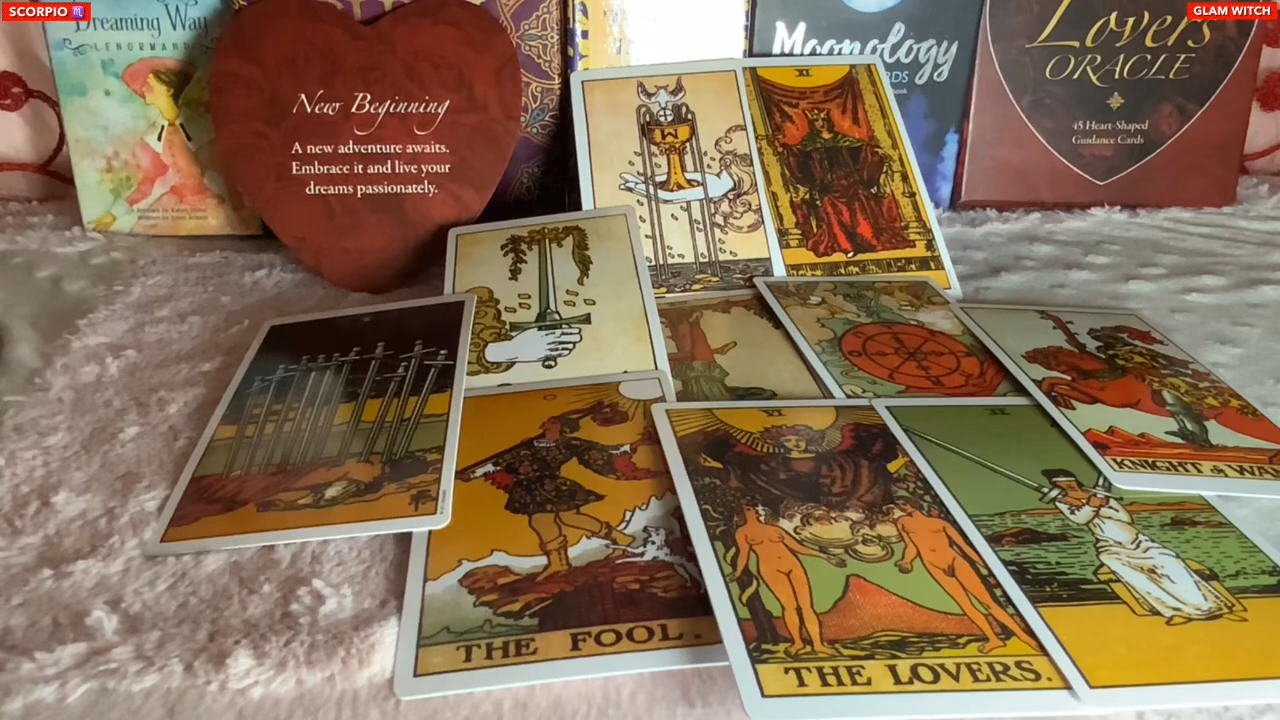 SCORPIO ♏
GLAM WITCH
Dreaming Way
LENORMAND
New Beginning
A new adventure awaits.
Embrace it and live your
dreams passionately.
Moonology
Lovers
ORACLE
45 Heart-Shaped
Guidance Cards
XI
VI
II
KNIGHT of WAN
THE FOOL.
THE LOVERS.